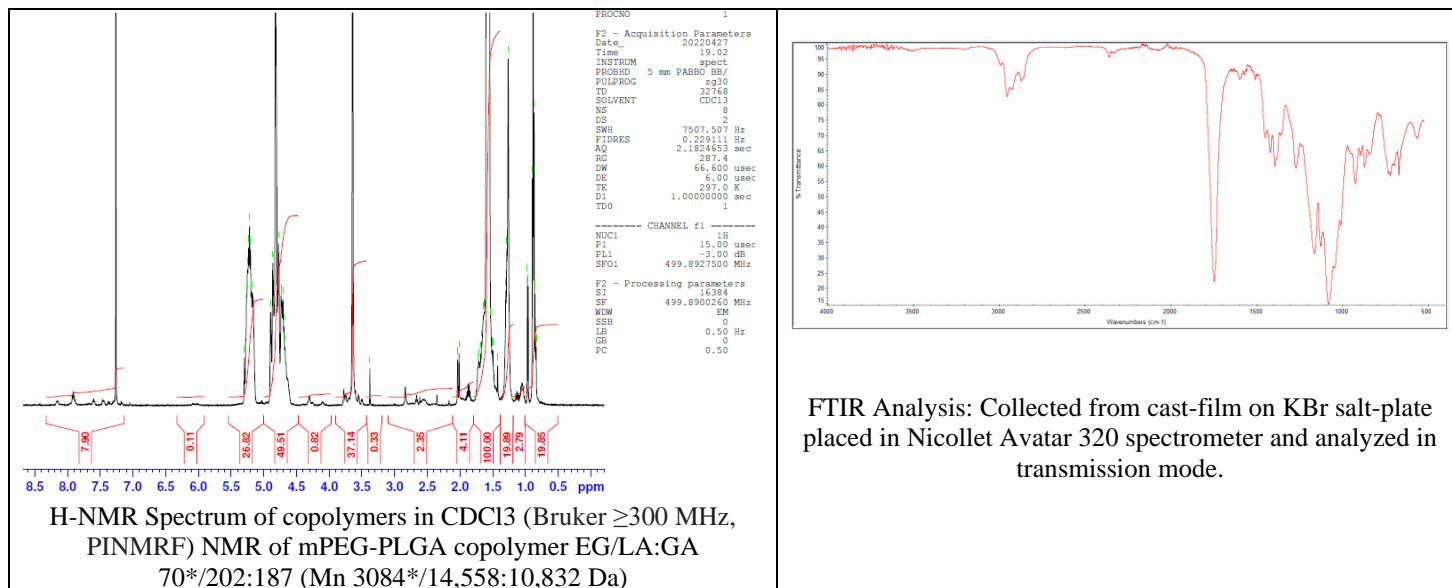 PROCNO 1
F2 - Acquisition Parameters
Date_ 20220427
Time 19.02
INSTRUM spect
PROBHD 5 mm PABBO BB/
PULPROG zg30
TD 32768
SOLVENT CDCl3
NS 8
DS 2
SWH 7507.507 Hz
FIDRES 0.229111 Hz
AQ 2.1824653 sec
RG 287.4
DW 66.600 usec
DE 6.00 usec
TE 297.0 K
D1 1.00000000 sec
TD0 1
======== CHANNEL f1 ========
NUC1 1H
P1 15.00 usec
PL1 -3.00 dB
SFO1 499.8927500 MHz
F2 - Processing parameters
SI 16384
SF 499.8900260 MHz
WDW EM
SSB 0
LB 0.50 Hz
GB 0
PC 0.50
7.90 0.11 26.82 49.51 0.82 37.14 0.33 2.35 4.11 100.00 19.89 2.79 19.85
8.5 8.0 7.5 7.0 6.5 6.0 5.5 5.0 4.5 4.0 3.5 3.0 2.5 2.0 1.5 1.0 0.5 ppm
H-NMR Spectrum of copolymers in CDCl3 (Bruker ≥300 MHz,
PINMRF) NMR of mPEG-PLGA copolymer EG/LA:GA
70*/202:187 (Mn 3084*/14,558:10,832 Da)
100
95
90
85
80
75
70
65
60
55
50
45
40
35
30
25
20
15
% Transmittance
4000 3500 3000 2500 2000 1500 1000 500
Wavenumbers (cm-1)
FTIR Analysis: Collected from cast-film on KBr salt-plate
placed in Nicollet Avatar 320 spectrometer and analyzed in
transmission mode.